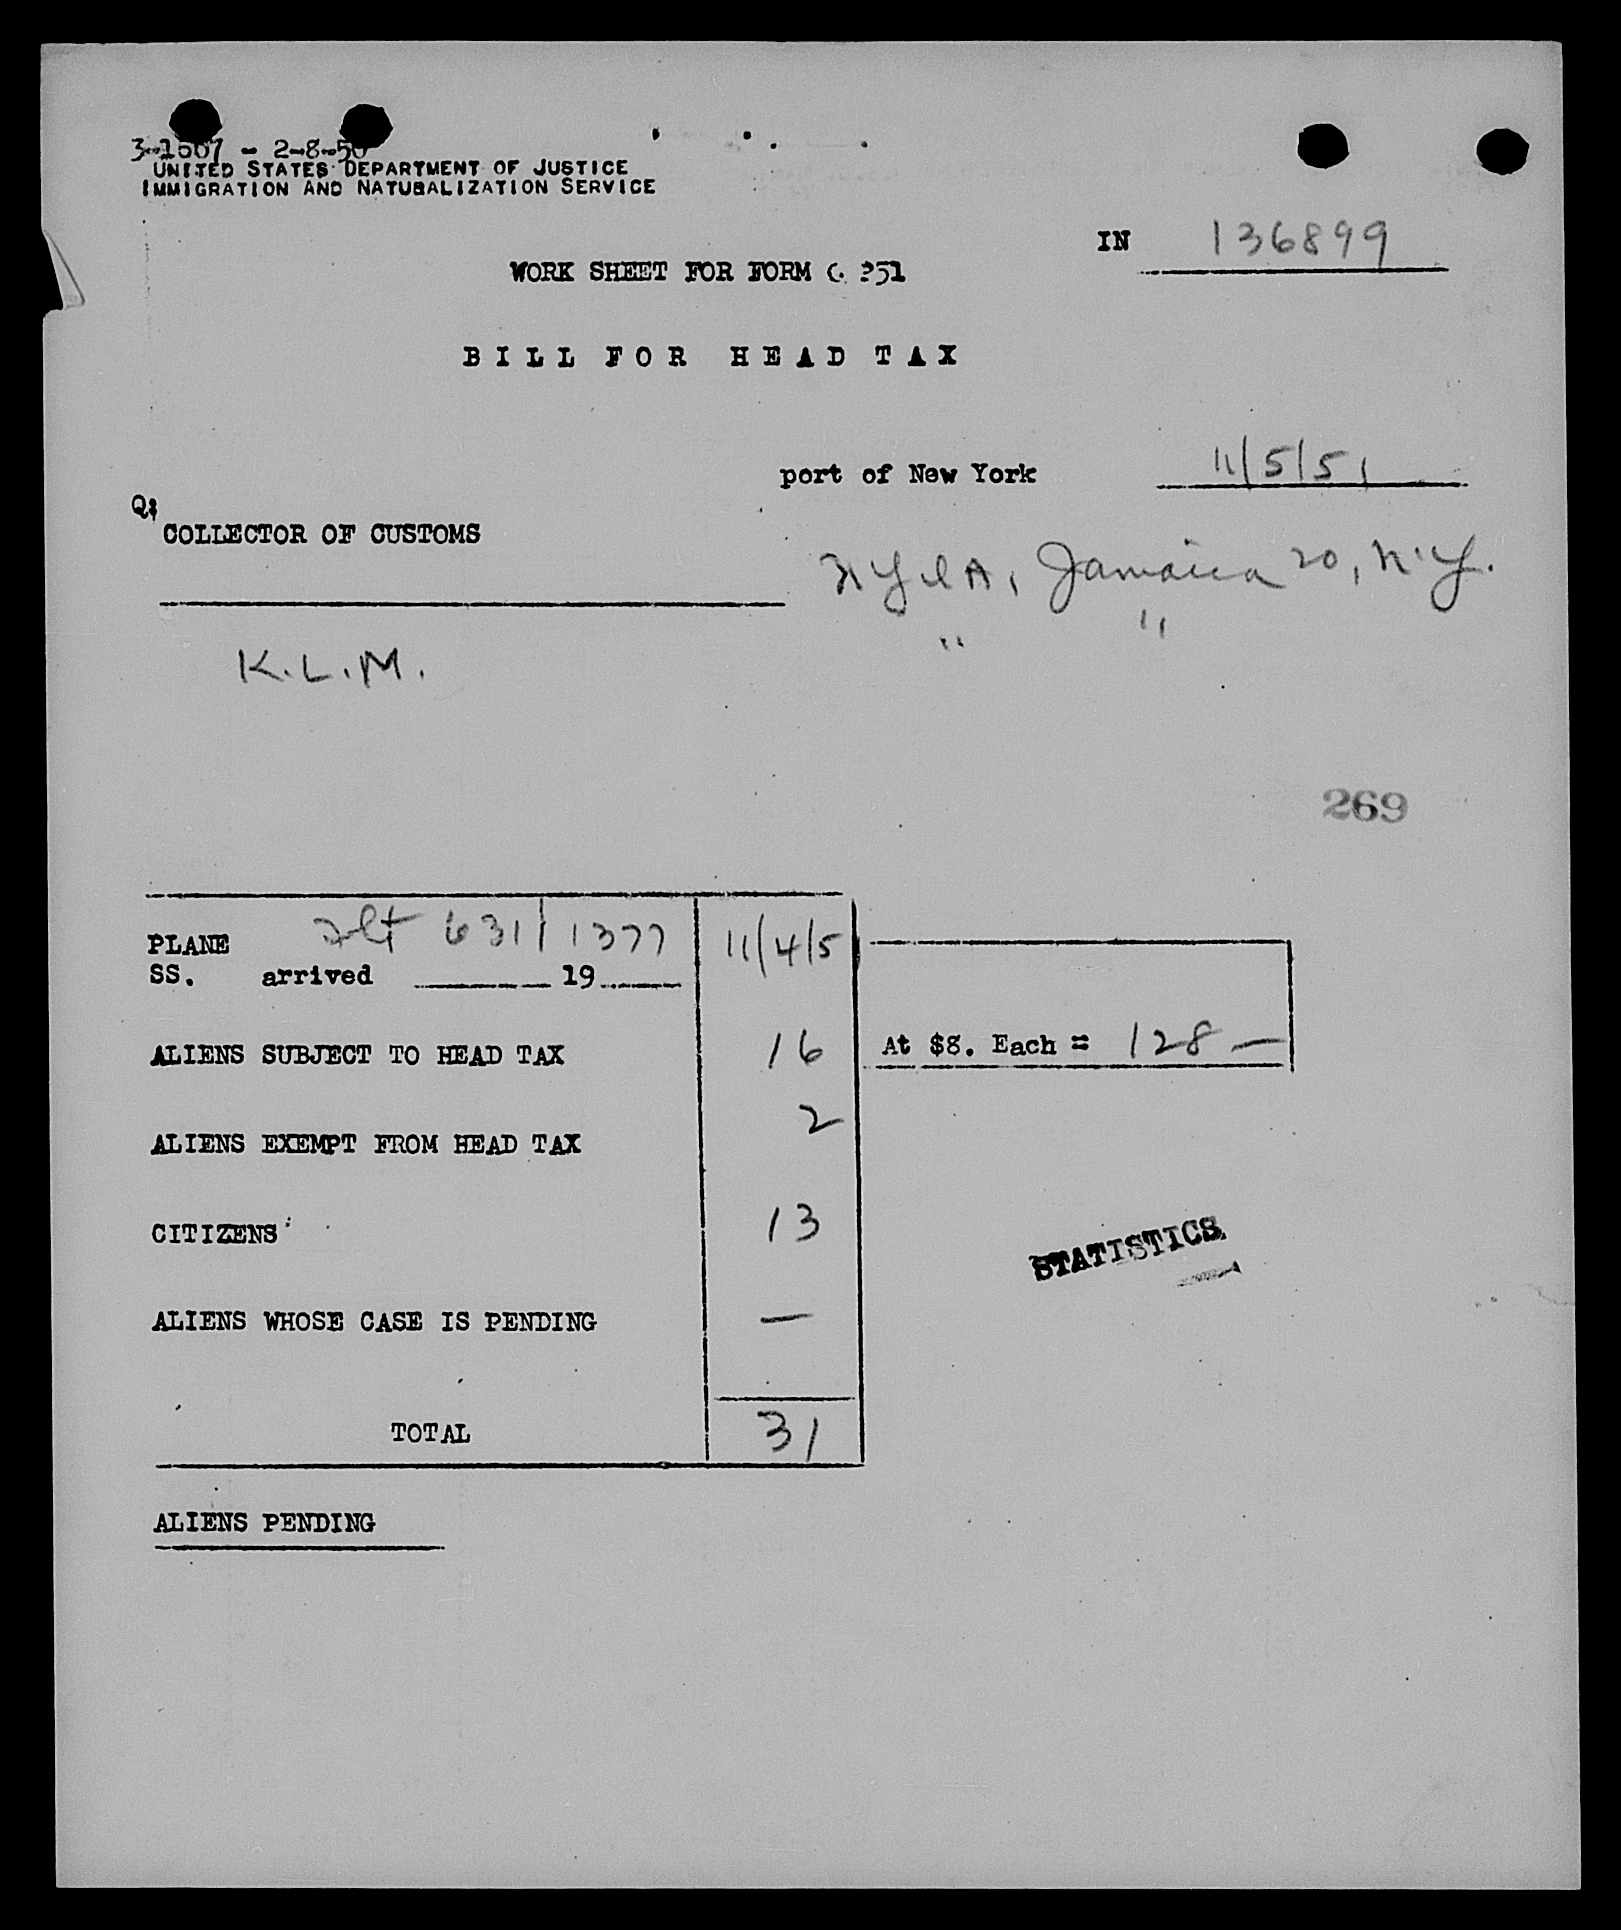 3-1507 - 2-8-50
UNITED STATES DEPARTMENT OF JUSTICE
IMMIGRATION AND NATURALIZATION SERVICE
IN 136899
WORK SHEET FOR FORM G 251
BILL FOR HEAD TAX
port of New York 11/5/51
COLLECTOR OF CUSTOMS
NYIA, Jamaica 20, N.Y.
" "
K.L.M.
269
PLANE flt 631/1377 11/4/5
SS. arrived 19
ALIENS SUBJECT TO HEAD TAX 16 At $8. Each = 128 —
ALIENS EXEMPT FROM HEAD TAX 2
CITIZENS 13
STATISTICS
ALIENS WHOSE CASE IS PENDING —
TOTAL 31
ALIENS PENDING